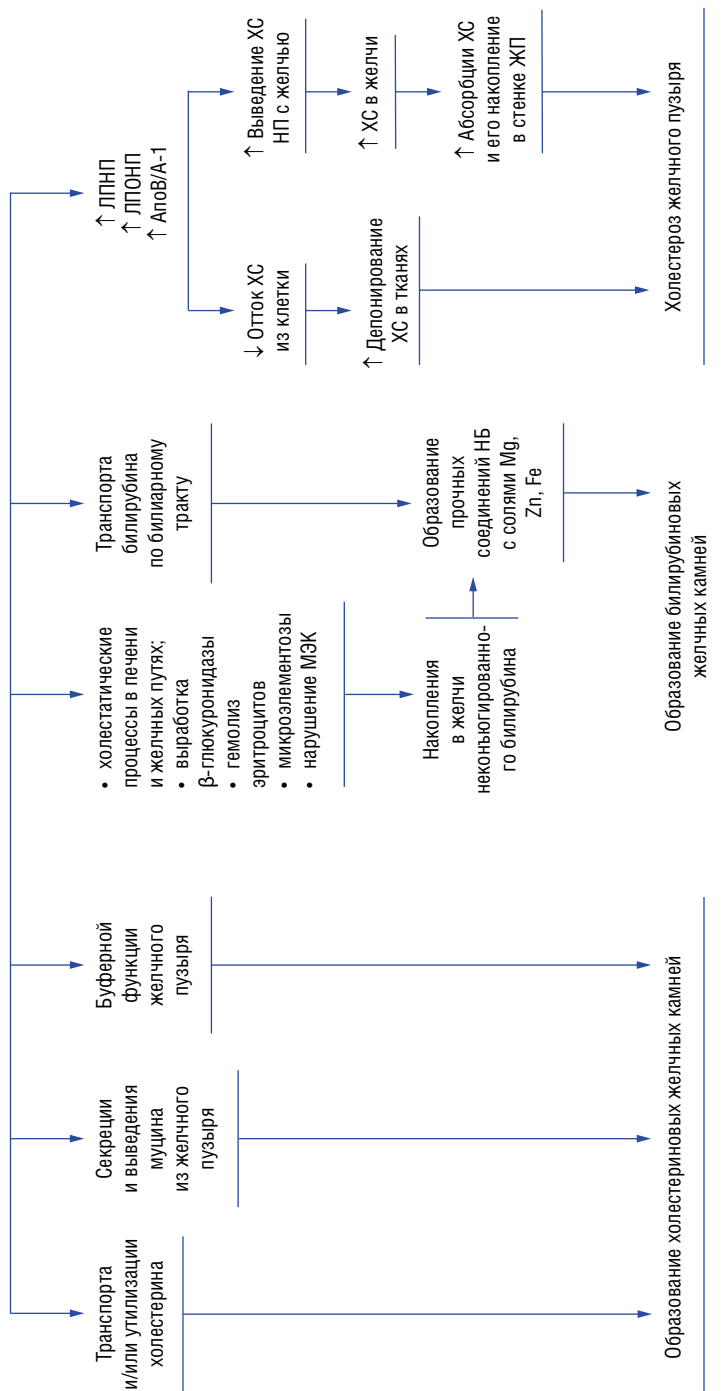 Транспорта
и/или утилизации
холестерина
Секреции
и выведения
муцина
из желчного
пузыря
Буферной
функции
желчного
пузыря
• холестатические
процессы в печени
и желчных путях;
• выработка
β-глюкуронидазы
• гемолиз
эритроцитов
• микроэлементозы
• нарушение МЭК
Транспорта
билирубина
по билиарному
тракту
↑ ЛПНП
↑ ЛПОНП
↑ АпоВ/А-1
↓ Отток ХС
из клетки
↑ Выведение ХС
НП с желчью
↑ Депонирование
ХС в тканях
↑ ХС в желчи
Накопления
в желчи
неконьюгированно-
го билирубина
Образование
прочных
соединений НБ
с солями Mg,
Zn, Fe
↑ Абсорбции ХС
и его накопление
в стенке ЖП
Образование холестериновых желчных камней
Образование билирубиновых
желчных камней
Холестероз желчного пузыря